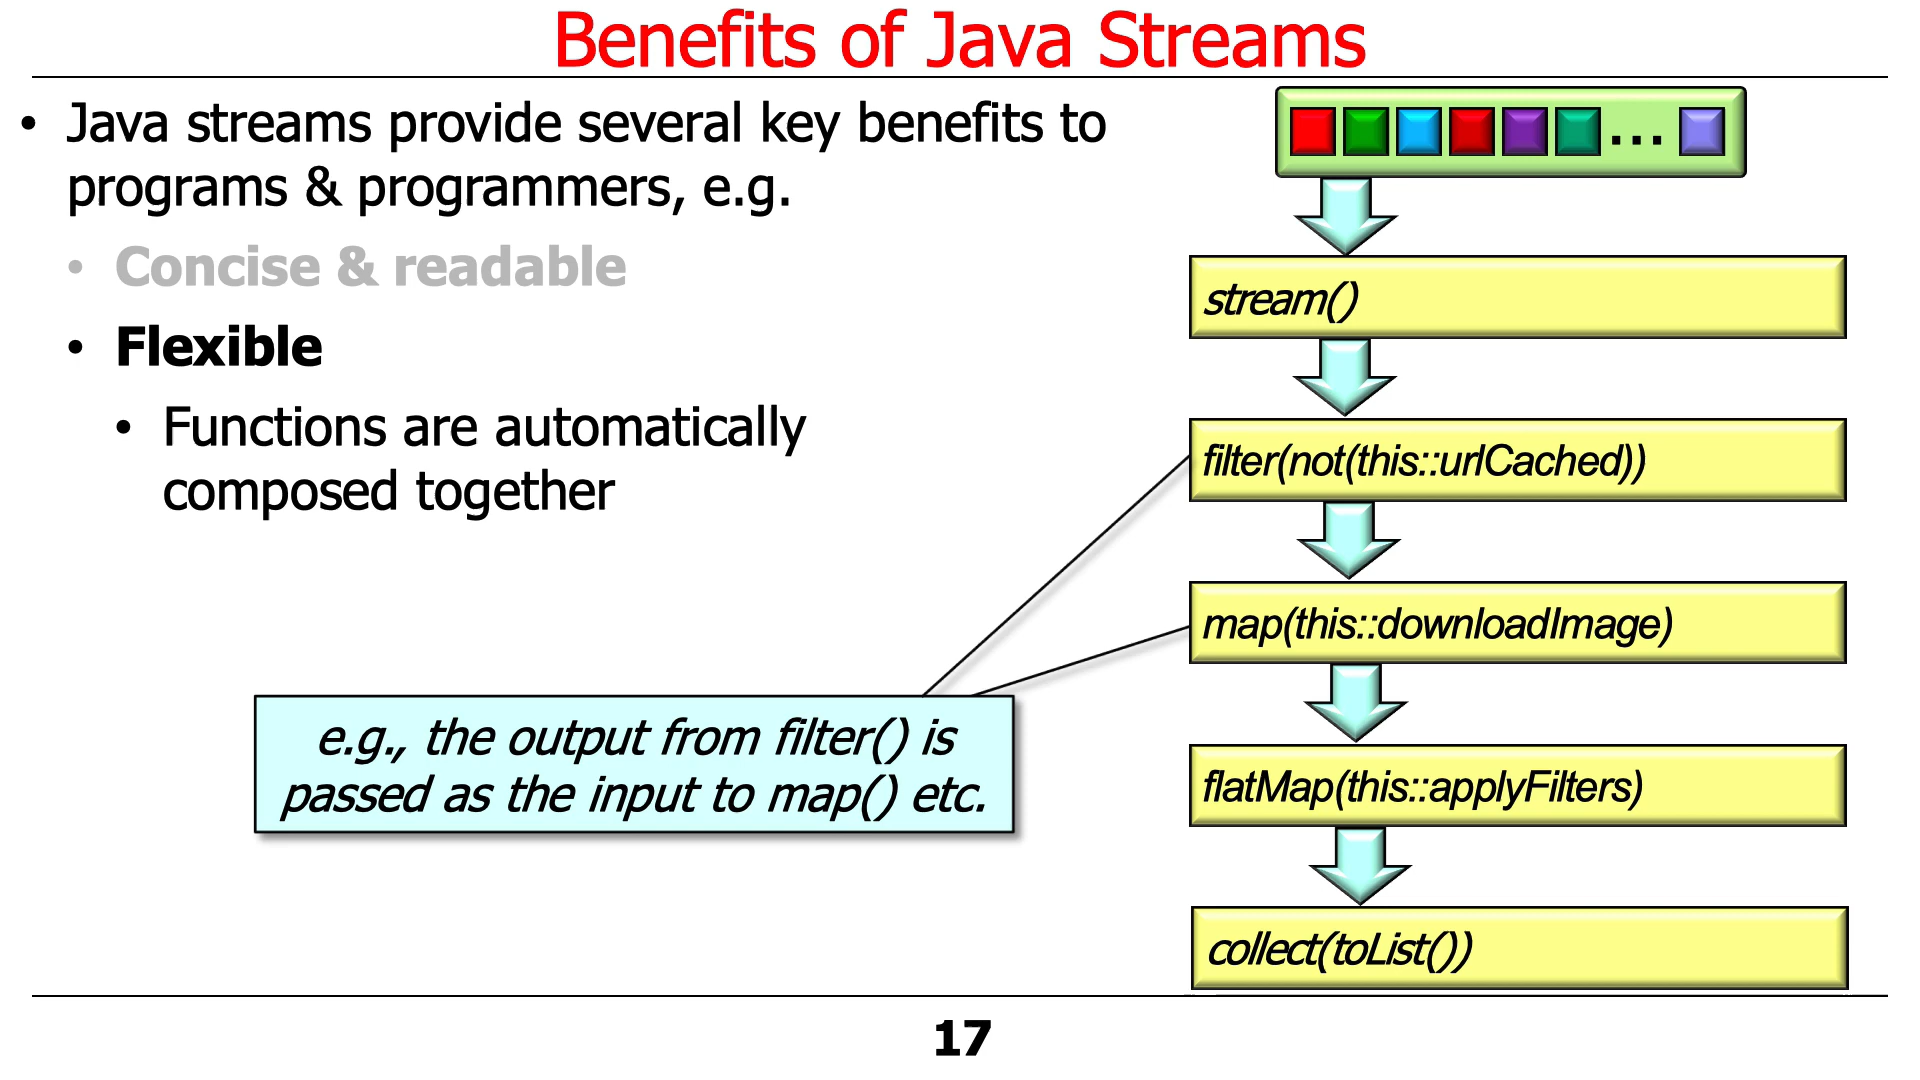 Benefits of Java Streams
• Java streams provide several key benefits to
programs & programmers, e.g.
• Concise & readable
• Flexible
• Functions are automatically
composed together
e.g., the output from filter() is
passed as the input to map() etc.
...
stream()
filter(not(this::urlCached))
map(this::downloadImage)
flatMap(this::applyFilters)
collect(toList())
17